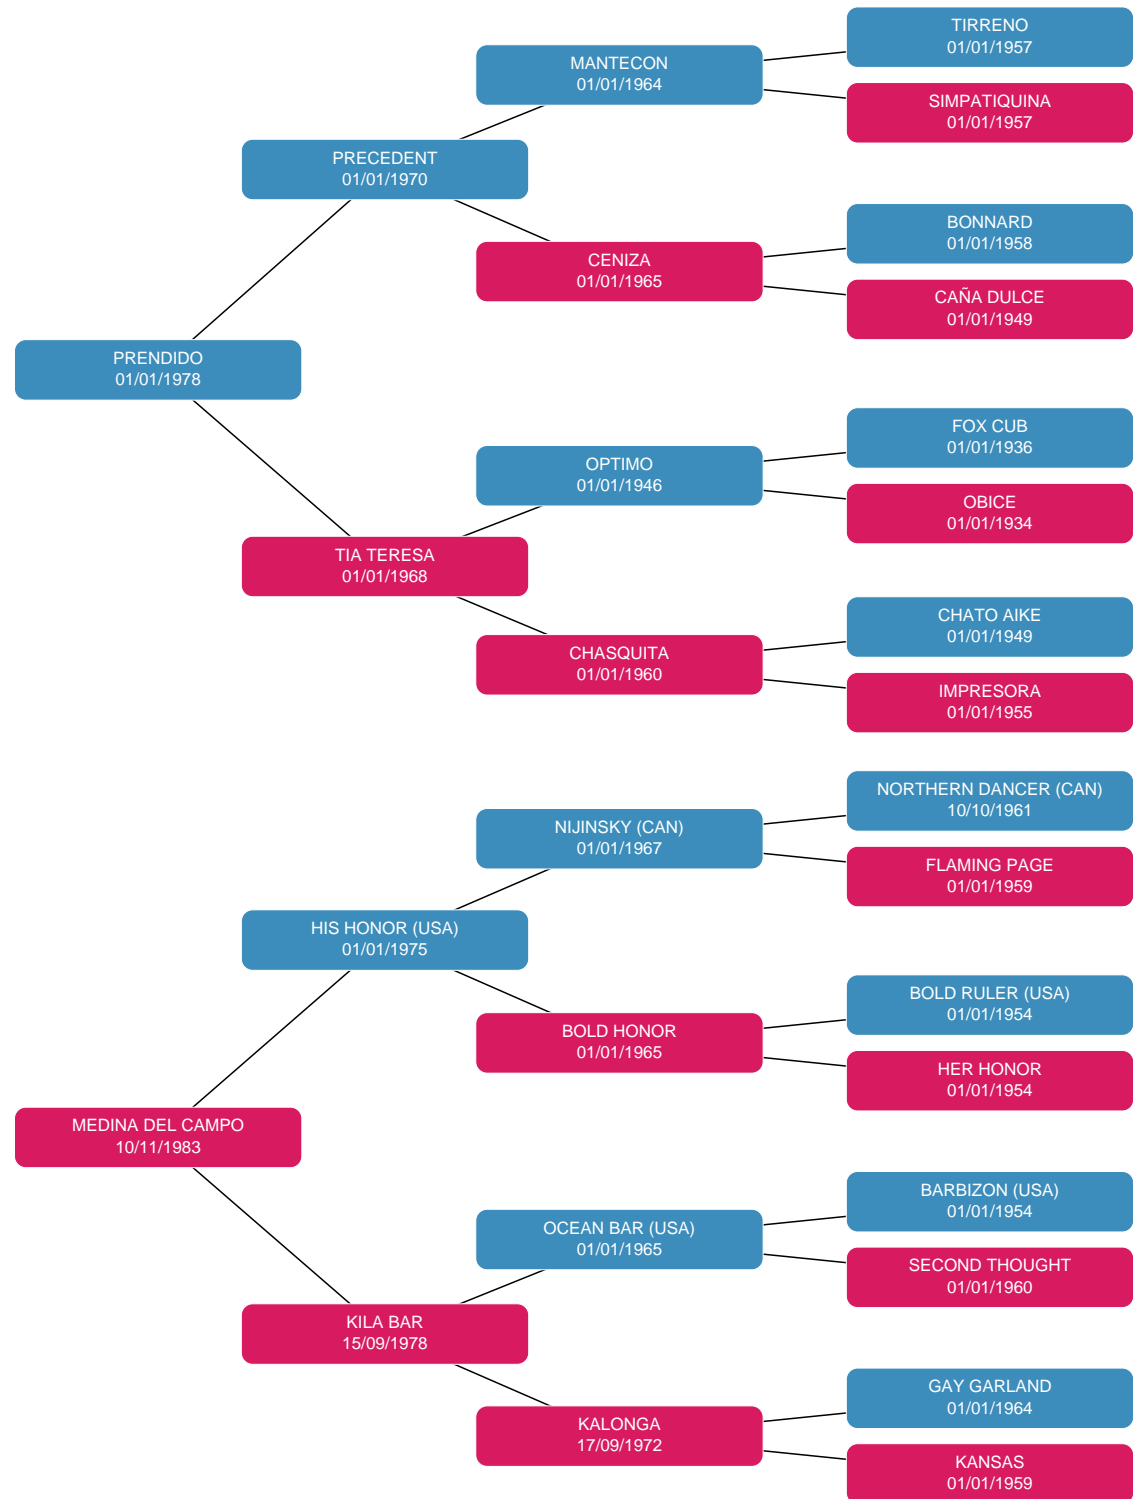 TIRRENO
01/01/1957
MANTECON
01/01/1964
SIMPATIQUINA
01/01/1957
PRECEDENT
01/01/1970
BONNARD
01/01/1958
CENIZA
01/01/1965
CAÑA DULCE
01/01/1949
PRENDIDO
01/01/1978
FOX CUB
01/01/1936
OPTIMO
01/01/1946
OBICE
01/01/1934
TIA TERESA
01/01/1968
CHATO AIKE
01/01/1949
CHASQUITA
01/01/1960
IMPRESORA
01/01/1955
NORTHERN DANCER (CAN)
10/10/1961
NIJINSKY (CAN)
01/01/1967
FLAMING PAGE
01/01/1959
HIS HONOR (USA)
01/01/1975
BOLD RULER (USA)
01/01/1954
BOLD HONOR
01/01/1965
HER HONOR
01/01/1954
MEDINA DEL CAMPO
10/11/1983
BARBIZON (USA)
01/01/1954
OCEAN BAR (USA)
01/01/1965
SECOND THOUGHT
01/01/1960
KILA BAR
15/09/1978
GAY GARLAND
01/01/1964
KALONGA
17/09/1972
KANSAS
01/01/1959